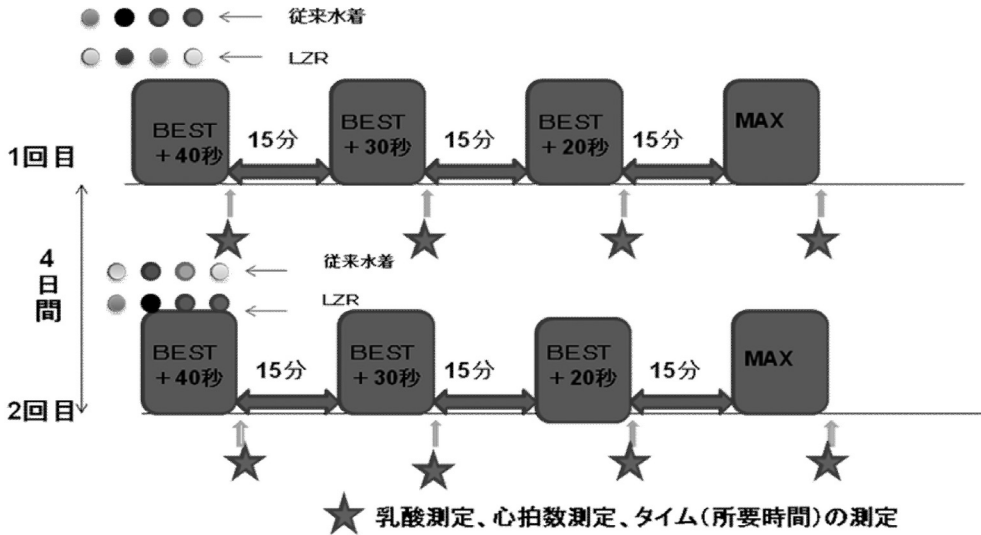 従来水着
LZR
1回目
BEST
+40秒
15分
BEST
+30秒
15分
BEST
+20秒
15分
MAX
4日間
従来水着
LZR
2回目
BEST
+40秒
15分
BEST
+30秒
15分
BEST
+20秒
15分
MAX
乳酸測定、心拍数測定、タイム(所要時間)の測定